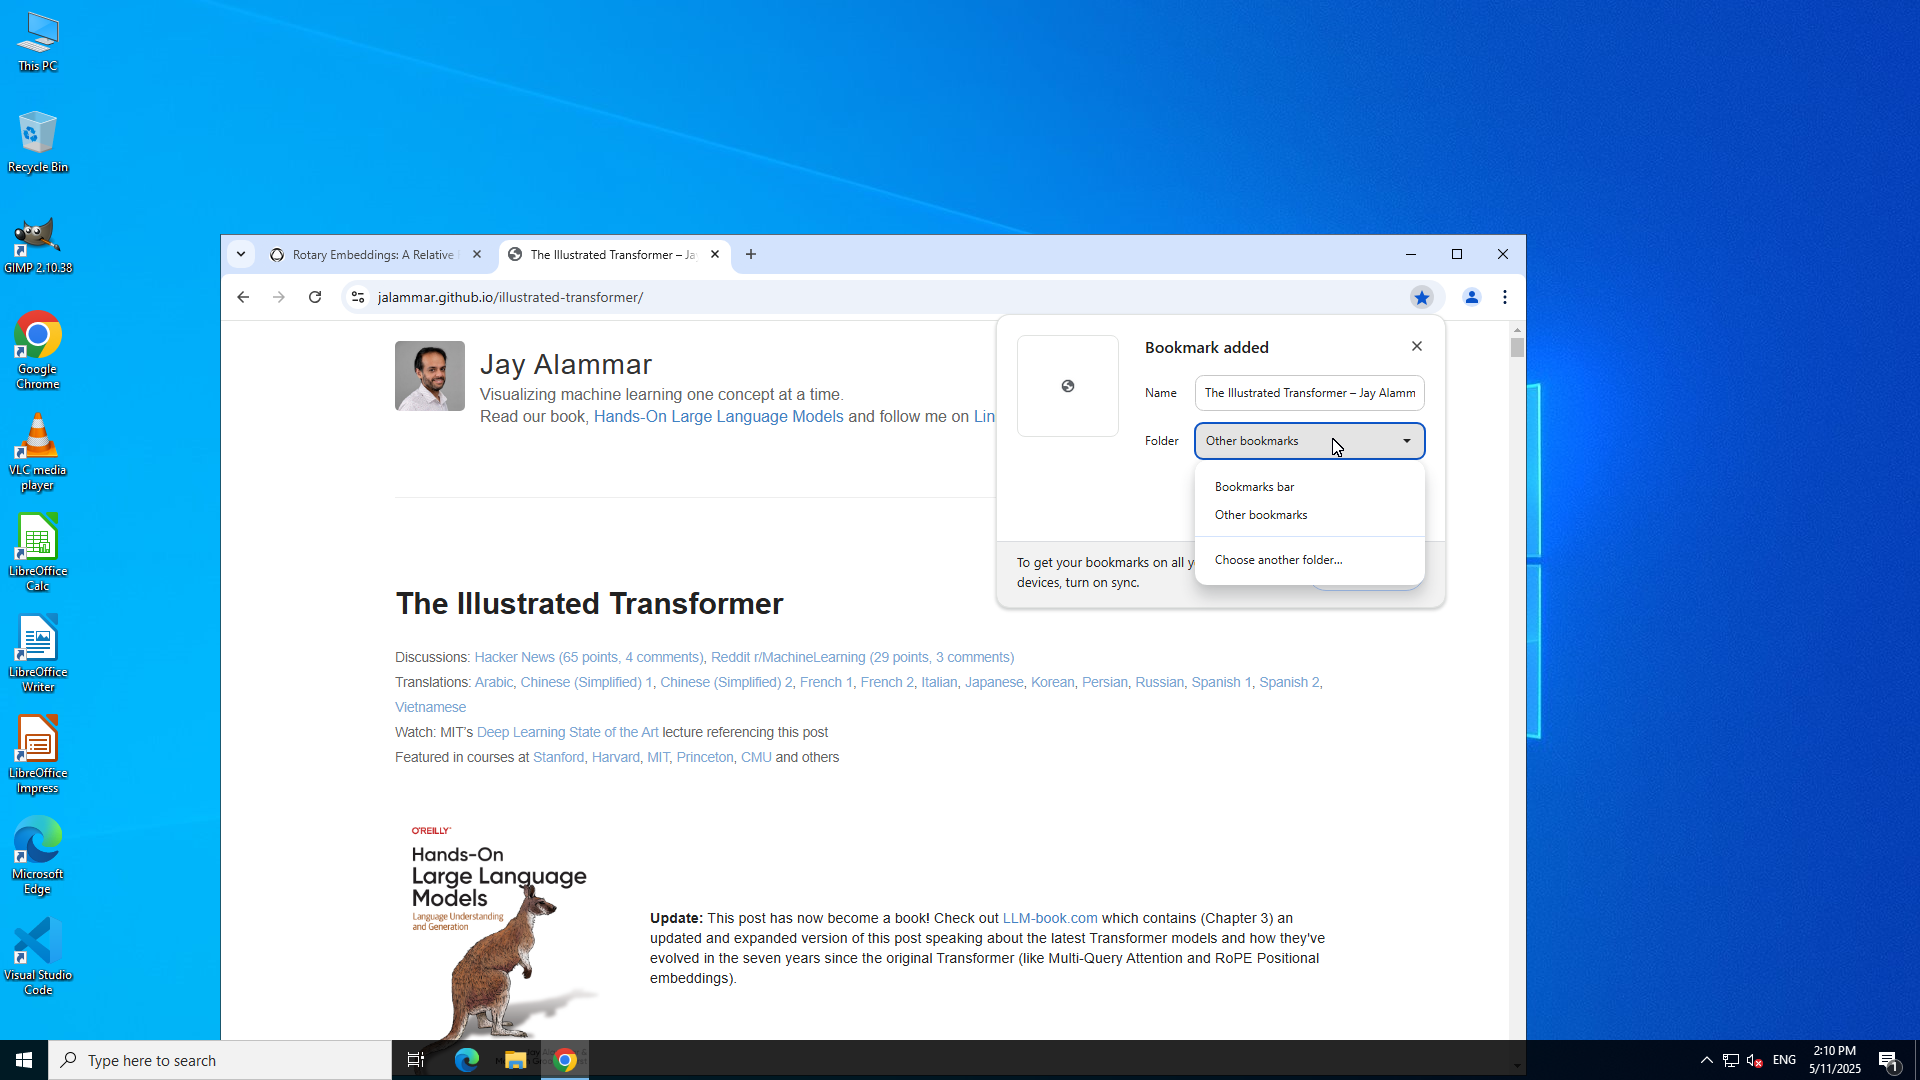 This PC
Recycle Bin
GIMP 2.10.38
Google
Chrome
VLC media
player
LibreOffice
Calc
LibreOffice
Writer
LibreOffice
Impress
Microsoft
Edge
Visual Studio
Code
Rotary Embeddings: A Relative
The Illustrated Transformer – Ja
jalammar.github.io/illustrated-transformer/
Jay Alammar
Visualizing machine learning one concept at a time.
Read our book, Hands-On Large Language Models and follow me on Lin
Bookmark added
Name
The Illustrated Transformer – Jay Alamm
Folder
Other bookmarks
Bookmarks bar
Other bookmarks
Choose another folder...
To get your bookmarks on all y
devices, turn on sync.
The Illustrated Transformer
Discussions: Hacker News (65 points, 4 comments), Reddit r/MachineLearning (29 points, 3 comments)
Translations: Arabic, Chinese (Simplified) 1, Chinese (Simplified) 2, French 1, French 2, Italian, Japanese, Korean, Persian, Russian, Spanish 1, Spanish 2,
Vietnamese
Watch: MIT's Deep Learning State of the Art lecture referencing this post
Featured in courses at Stanford, Harvard, MIT, Princeton, CMU and others
O'REILLY
Hands-On
Large Language
Models
Language Understanding
and Generation
Update: This post has now become a book! Check out LLM-book.com which contains (Chapter 3) an
updated and expanded version of this post speaking about the latest Transformer models and how they've
evolved in the seven years since the original Transformer (like Multi-Query Attention and RoPE Positional
embeddings).
Type here to search
ENG
2:10 PM
5/11/2025
1